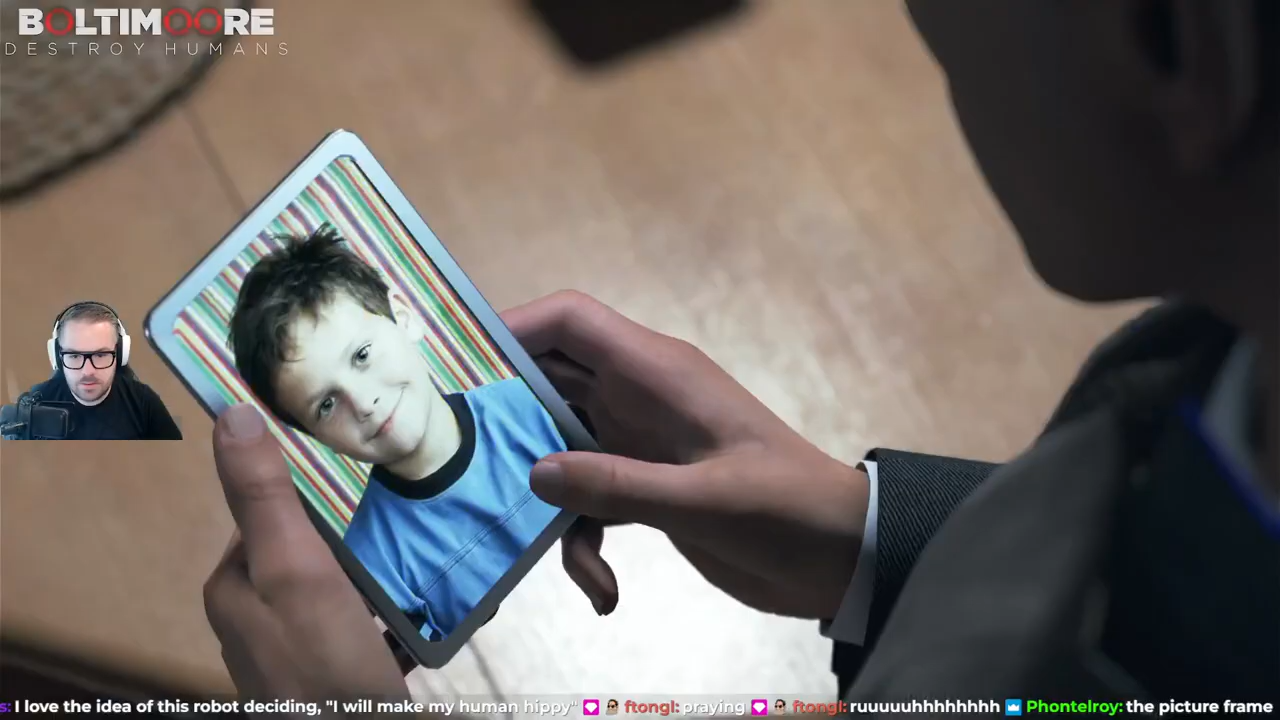 BOLTIMOORE
DESTROY HUMANS
s: I love the idea of this robot deciding, "I will make my human hippy" ftongl: praying ftongl: ruuuuuhhhhhhhhh Phontelroy: the picture frame